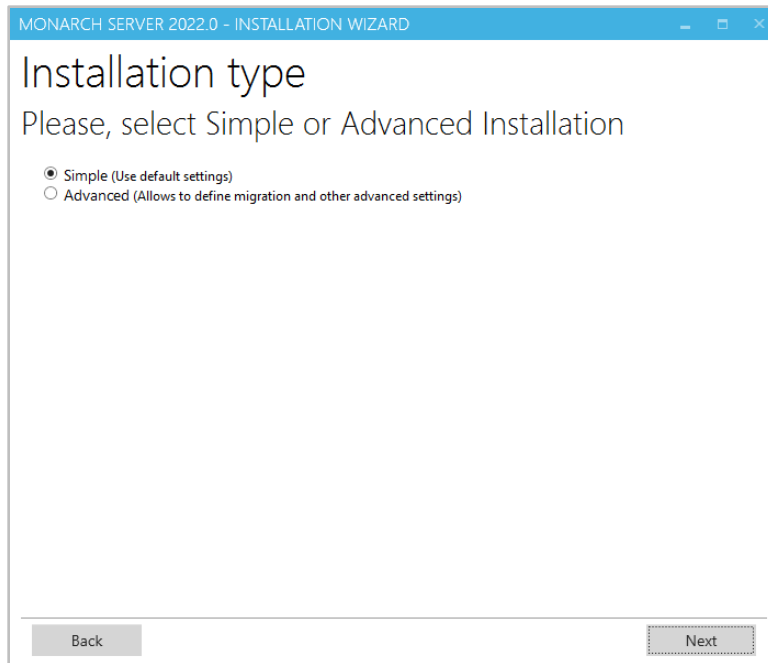 MONARCH SERVER 2022.0 - INSTALLATION WIZARD
Installation type
Please, select Simple or Advanced Installation
Simple (Use default settings)
Advanced (Allows to define migration and other advanced settings)
Back
Next